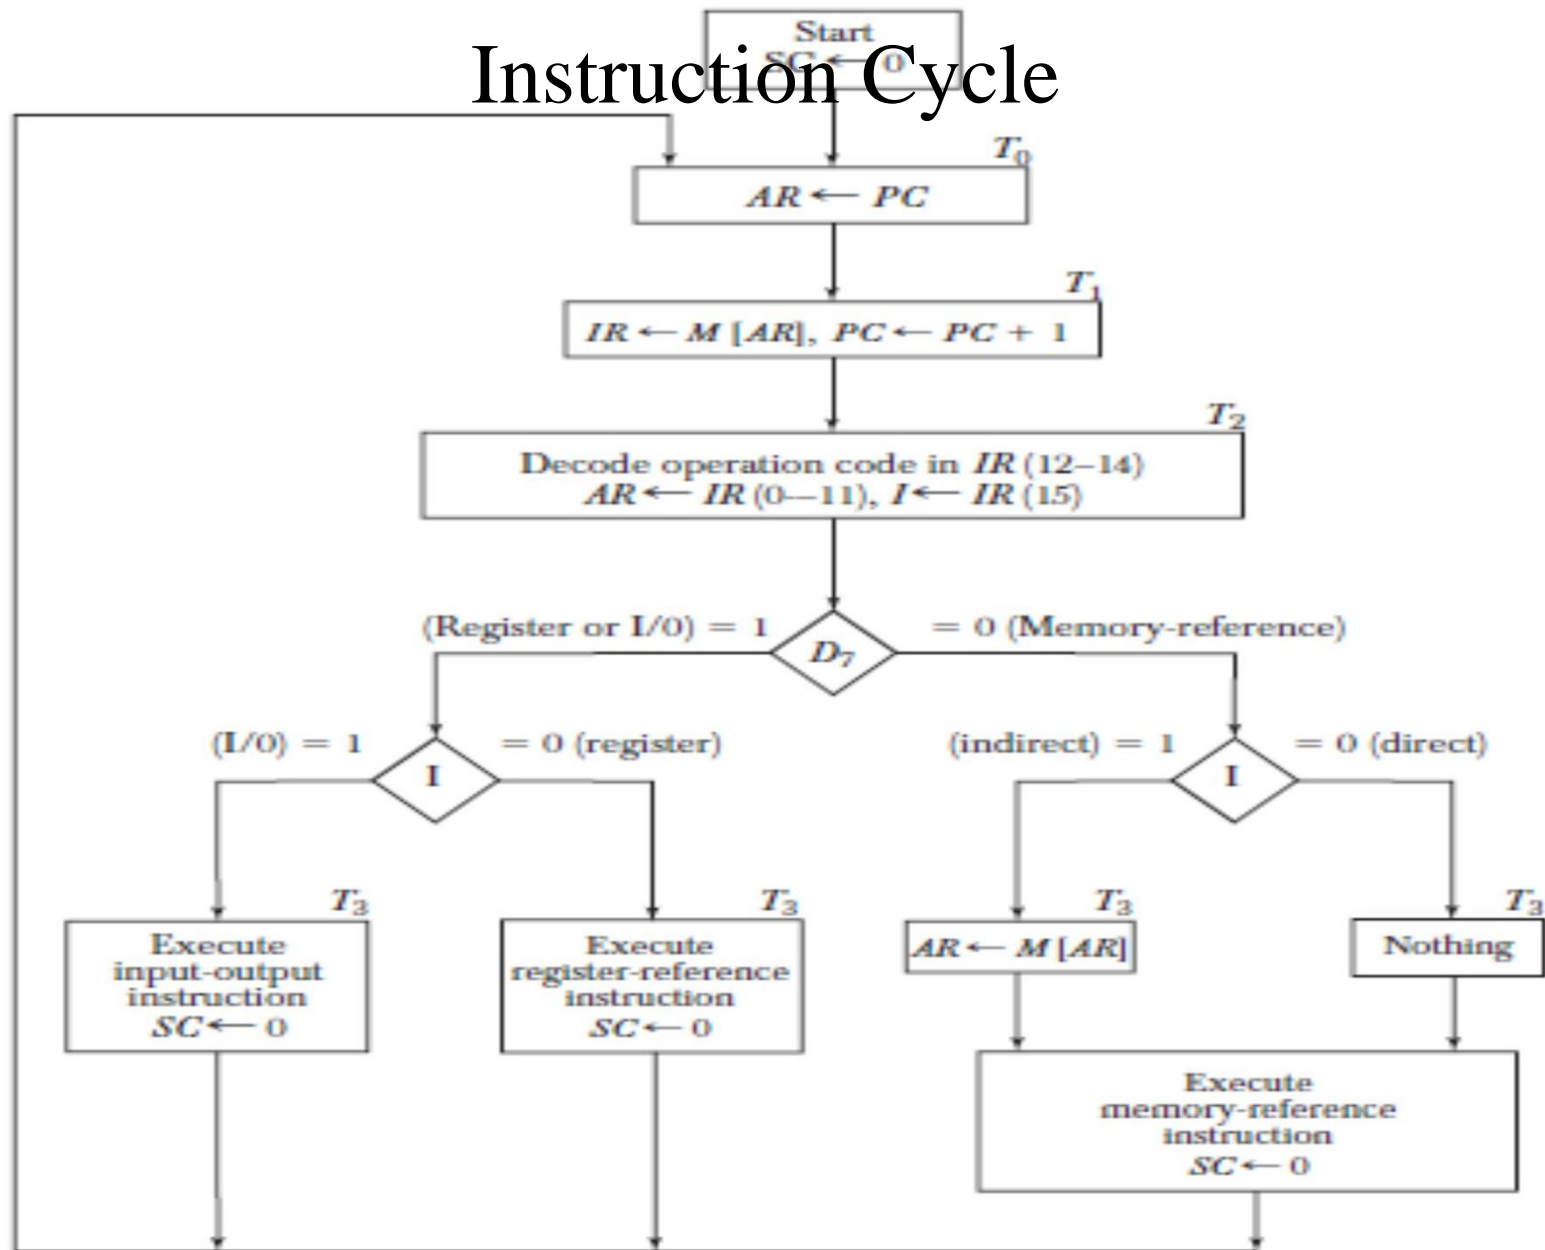 Start
SC ← 0
Instruction Cycle
T0
AR ← PC
T1
IR ← M [AR], PC ← PC + 1
T2
Decode operation code in IR (12–14)
AR ← IR (0—11), I ← IR (15)
(Register or I/0) = 1
= 0 (Memory-reference)
D7
(I/0) = 1
= 0 (register)
(indirect) = 1
= 0 (direct)
I
I
T3
T3
T3
T3
Execute
input-output
instruction
SC ← 0
Execute
register-reference
instruction
SC ← 0
AR ← M [AR]
Nothing
Execute
memory-reference
instruction
SC ← 0